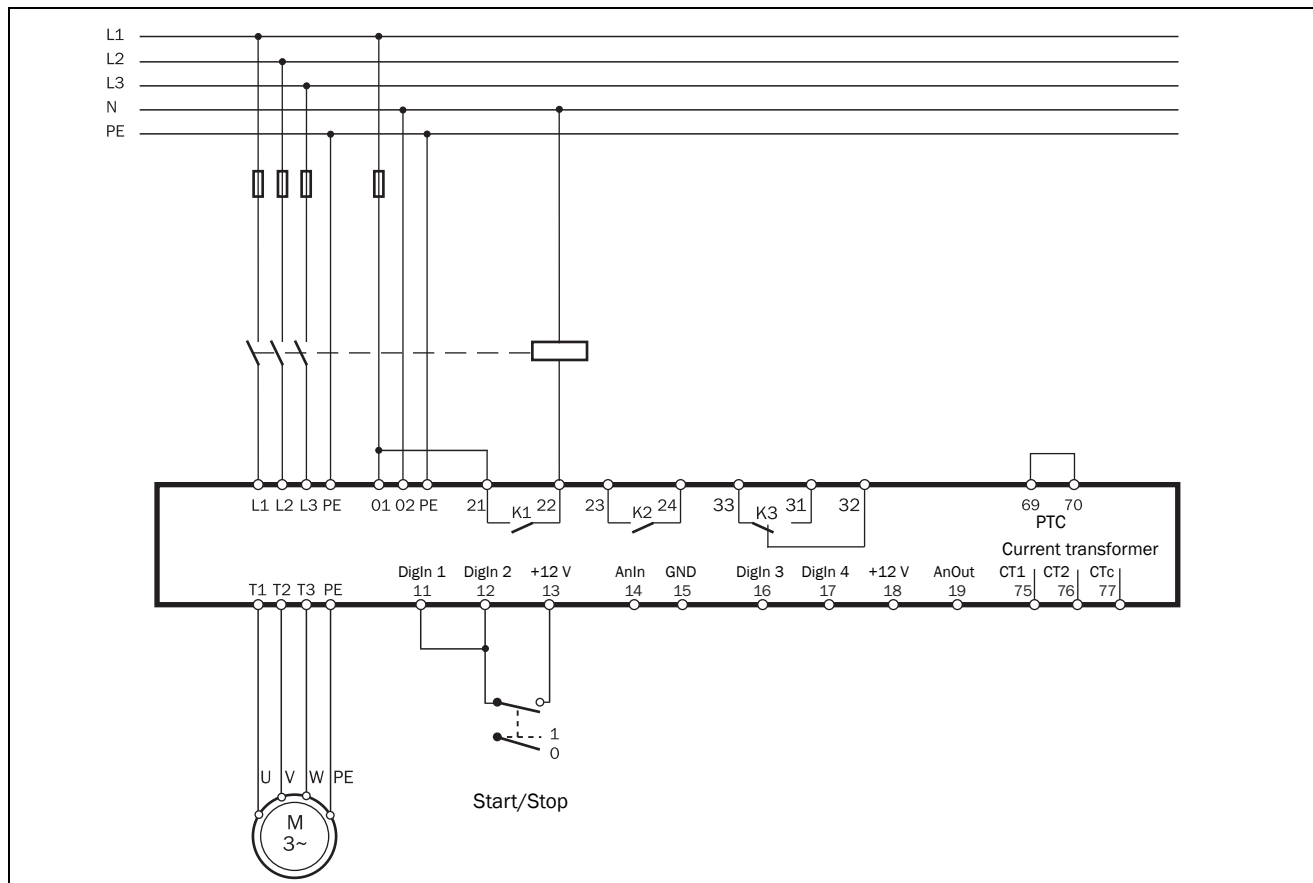 L1
L2
L3
N
PE
L1 L2 L3 PE 01 02 PE 21 K1 22 23 K2 24 33 K3 31 32 69 70
PTC
Current transformer
DigIn 1 DigIn 2 +12 V AnIn GND DigIn 3 DigIn 4 +12 V AnOut CT1 CT2 CTc
T1 T2 T3 PE 11 12 13 14 15 16 17 18 19 75 76 77
1
0
U V W PE
Start/Stop
M
3~